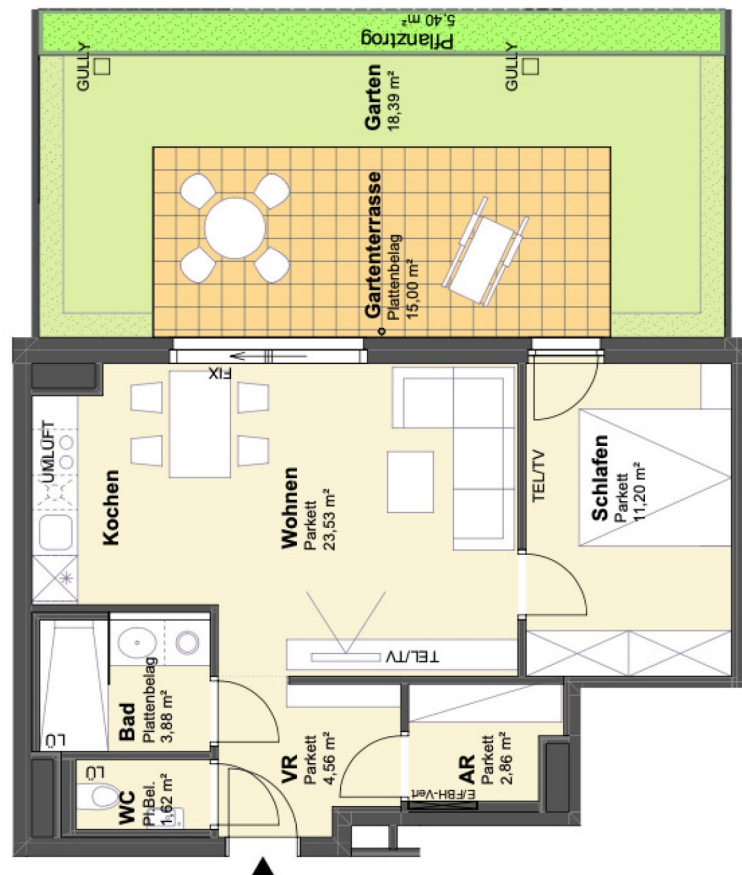 Pflanztrog
5,40 m²
GULLY
GULLY
Garten
18,39 m²
Gartenterrasse
Plattenbelag
15,00 m²
FIX
UMLUFT
Kochen
Wohnen
Parkett
23,53 m²
TEL/TV
Schlafen
Parkett
11,20 m²
TEL/TV
Bad
Plattenbelag
3,88 m²
LÜ
WC
Pl.Bel.
1,62 m²
LÜ
VR
Parkett
4,56 m²
AR
Parkett
2,86 m²
E/FBH-Vert